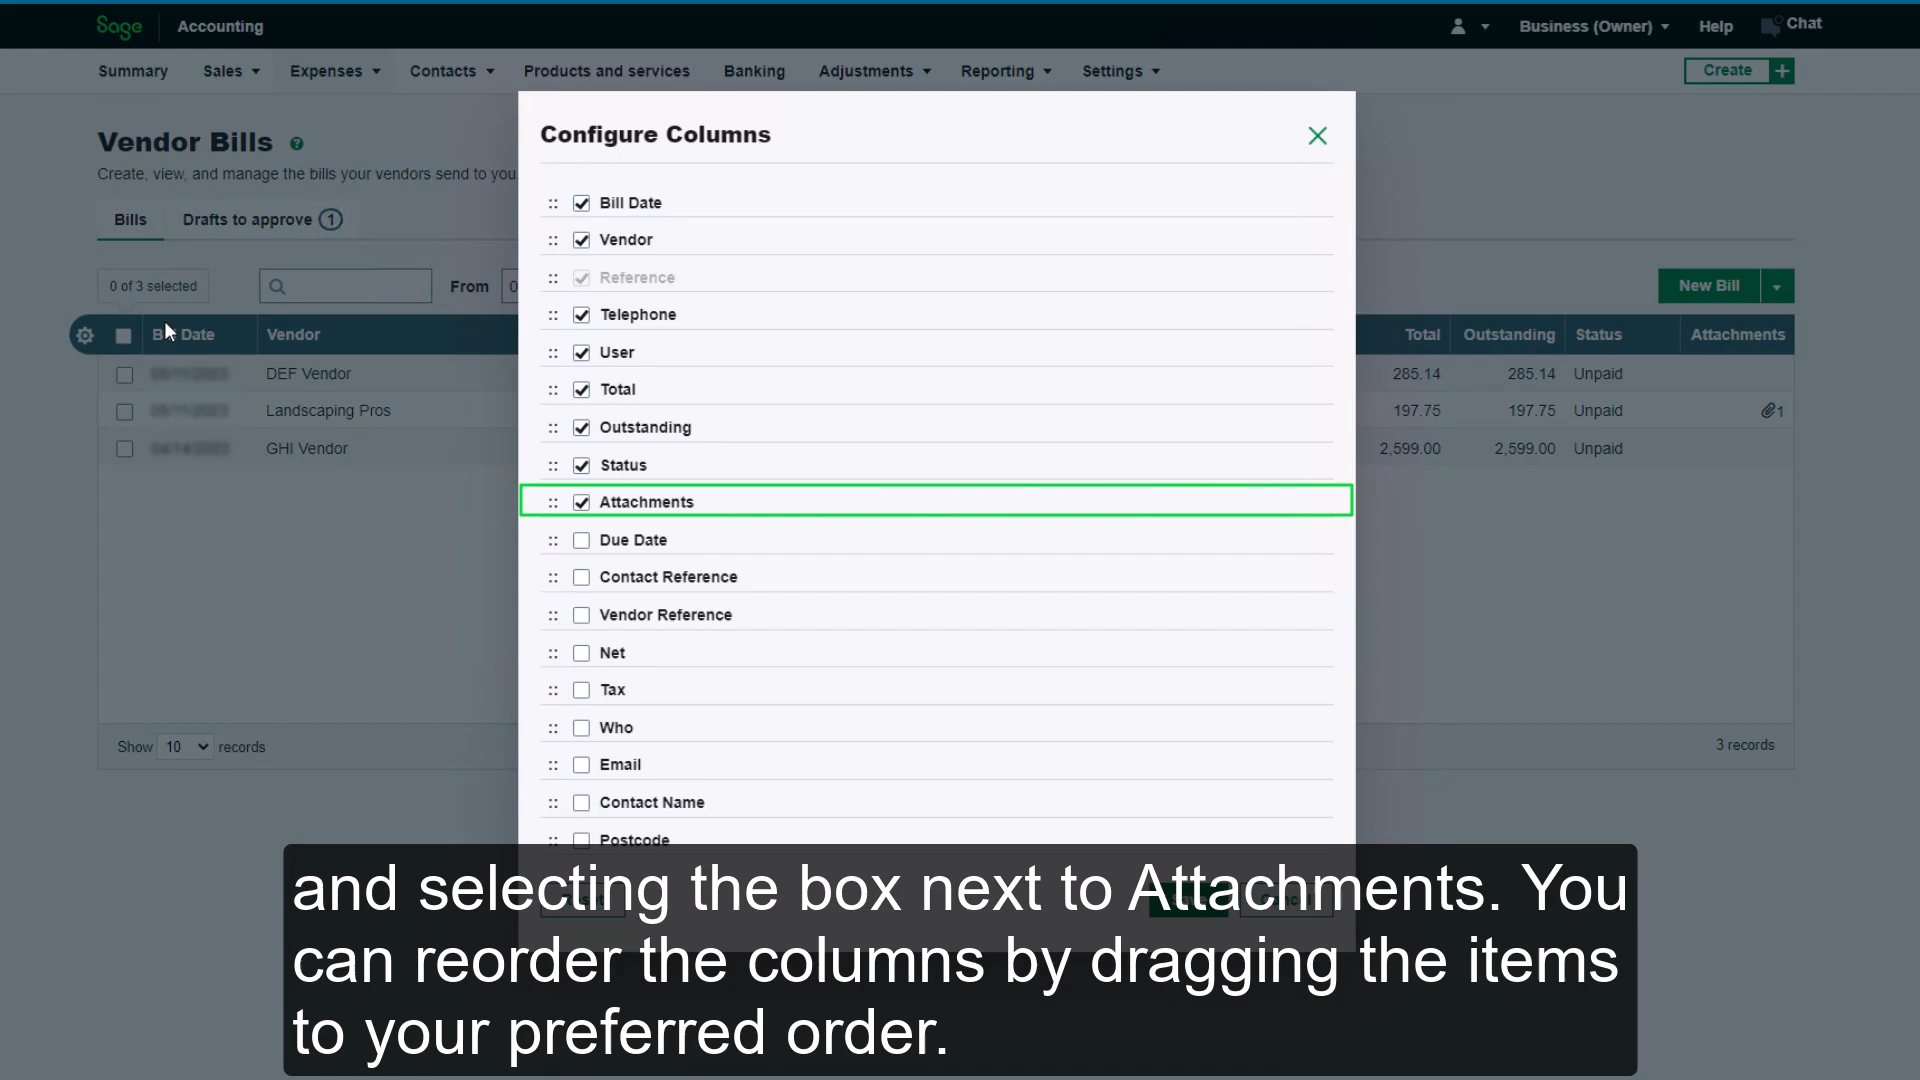 Sage
Accounting
Business (Owner)
Help
Chat
Summary
Sales
Expenses
Contacts
Products and services
Banking
Adjustments
Reporting
Settings
Create +
Vendor Bills ?
Create, view, and manage the bills your vendors send to you.
Bills
Drafts to approve 1
0 of 3 selected
From 0
New Bill
Date
Vendor
Total
Outstanding
Status
Attachments
DEF Vendor
285.14
285.14
Unpaid
Landscaping Pros
197.75
197.75
Unpaid
1
GHI Vendor
2,599.00
2,599.00
Unpaid
Show 10 records
3 records
Configure Columns
Bill Date
Vendor
Reference
Telephone
User
Total
Outstanding
Status
Attachments
Due Date
Contact Reference
Vendor Reference
Net
Tax
Who
Email
Contact Name
Postcode
and selecting the box next to Attachments. You
can reorder the columns by dragging the items
to your preferred order.